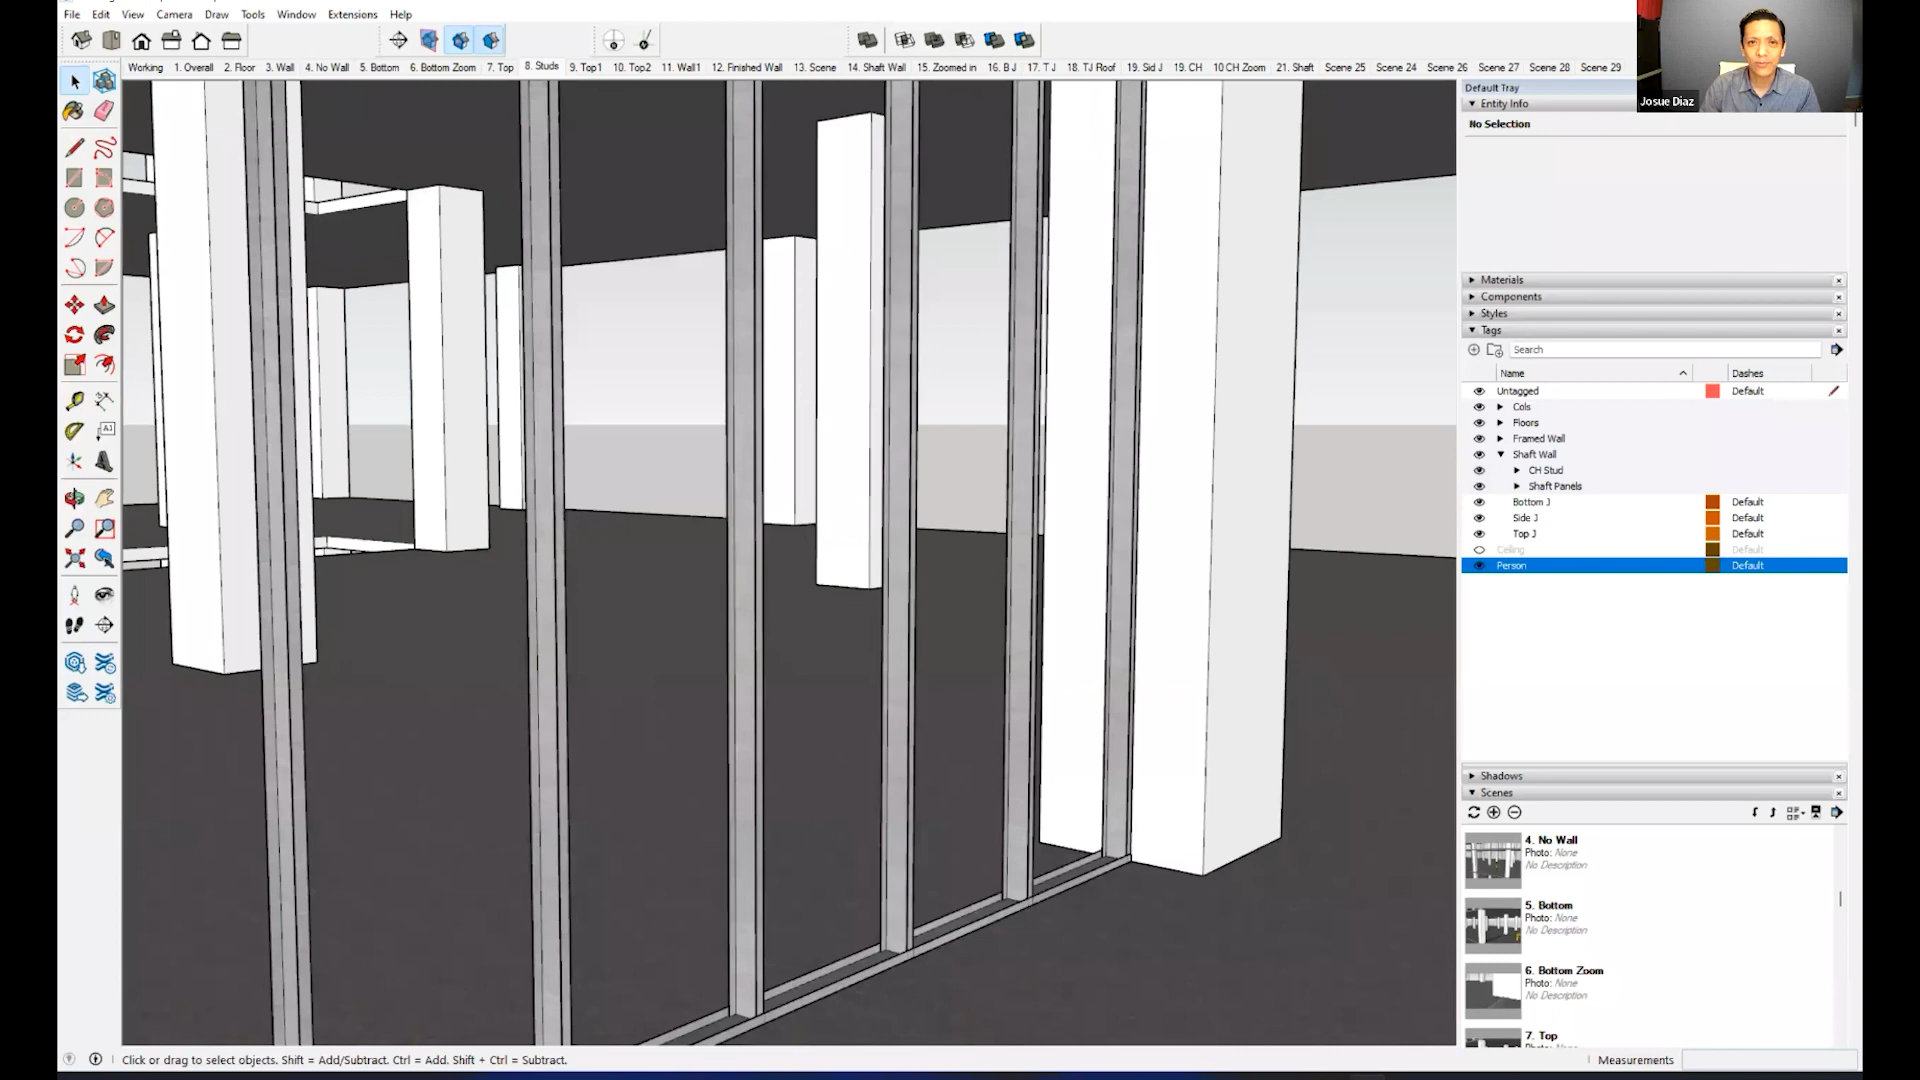 File Edit View Camera Draw Tools Window Extensions Help
Josue Diaz
Working 1. Overall 2. Floor 3. Wall 4. No Wall 5. Bottom 6. Bottom Zoom 7. Top 8. Studs 9. Top1 10. Top2 11. Wall1 12. Finished Wall 13. Scene 14. Shaft Wall 15. Zoomed in 16. B J 17. T J 18. TJ Roof 19. Sid J 19. CH 10 CH Zoom 21. Shaft Scene 25 Scene 24 Scene 26 Scene 27 Scene 28 Scene 29
Default Tray
Entity Info
No Selection
Materials
Components
Styles
Tags
Search
Name Dashes
Untagged Default
Cols
Floors
Framed Wall
Shaft Wall
CH Stud
Shaft Panels
Bottom J Default
Side J Default
Top J Default
Ceiling Default
Person Default
Shadows
Scenes
4. No Wall
Photo: None
No Description
5. Bottom
Photo: None
No Description
6. Bottom Zoom
Photo: None
No Description
7. Top
A1
Click or drag to select objects. Shift = Add/Subtract. Ctrl = Add. Shift + Ctrl = Subtract.
Measurements